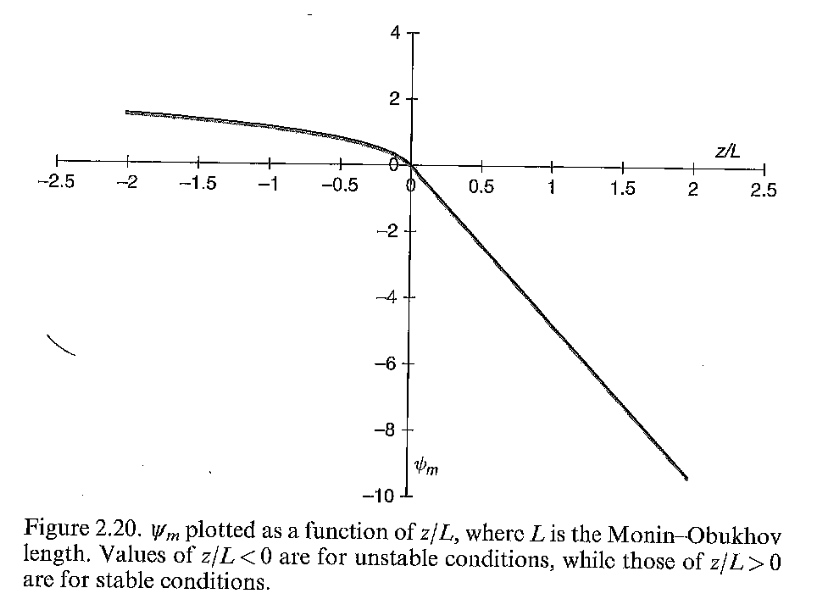 4
2
z/L
0
-2.5 -2 -1.5 -1 -0.5 0 0.5 1 1.5 2 2.5
-2
-4
-6
-8
ψm
-10
Figure 2.20. ψm plotted as a function of z/L, where L is the Monin–Obukhov
length. Values of z/L<0 are for unstable conditions, while those of z/L>0
are for stable conditions.